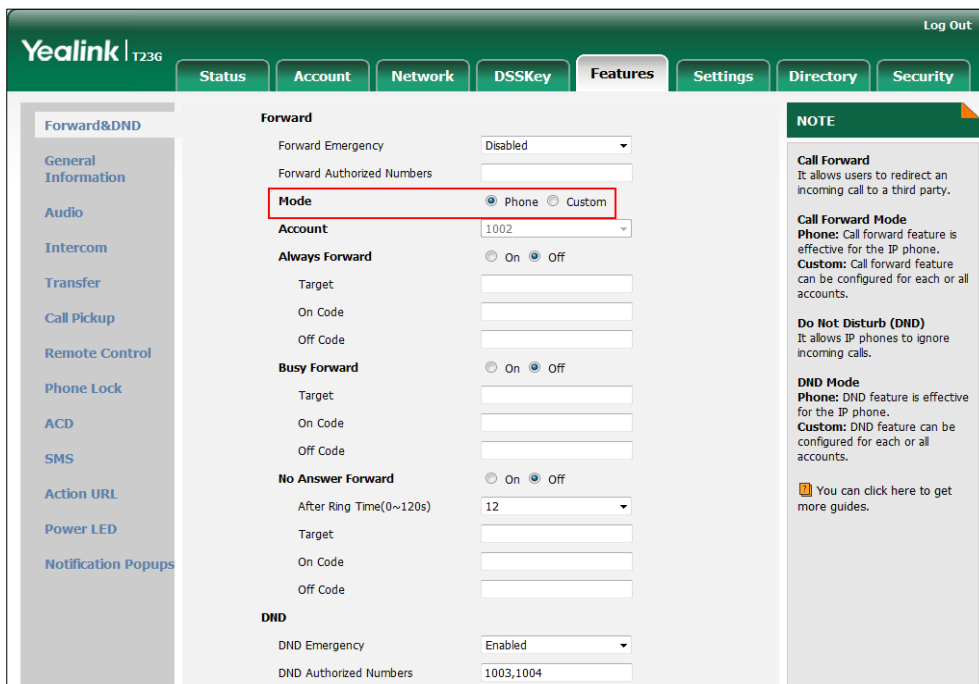 Log Out
Yealink T23G
Status Account Network DSSKey Features Settings Directory Security
Forward&DND
General
Information
Audio
Intercom
Transfer
Call Pickup
Remote Control
Phone Lock
ACD
SMS
Action URL
Power LED
Notification Popups
Forward
Forward Emergency Disabled
Forward Authorized Numbers
Mode Phone Custom
Account 1002
Always Forward On Off
Target
On Code
Off Code
Busy Forward On Off
Target
On Code
Off Code
No Answer Forward On Off
After Ring Time(0~120s) 12
Target
On Code
Off Code
DND
DND Emergency Enabled
DND Authorized Numbers 1003,1004
NOTE
Call Forward
It allows users to redirect an
incoming call to a third party.
Call Forward Mode
Phone: Call forward feature is
effective for the IP phone.
Custom: Call forward feature
can be configured for each or all
accounts.
Do Not Disturb (DND)
It allows IP phones to ignore
incoming calls.
DND Mode
Phone: DND feature is effective
for the IP phone.
Custom: DND feature can be
configured for each or all
accounts.
You can click here to get
more guides.